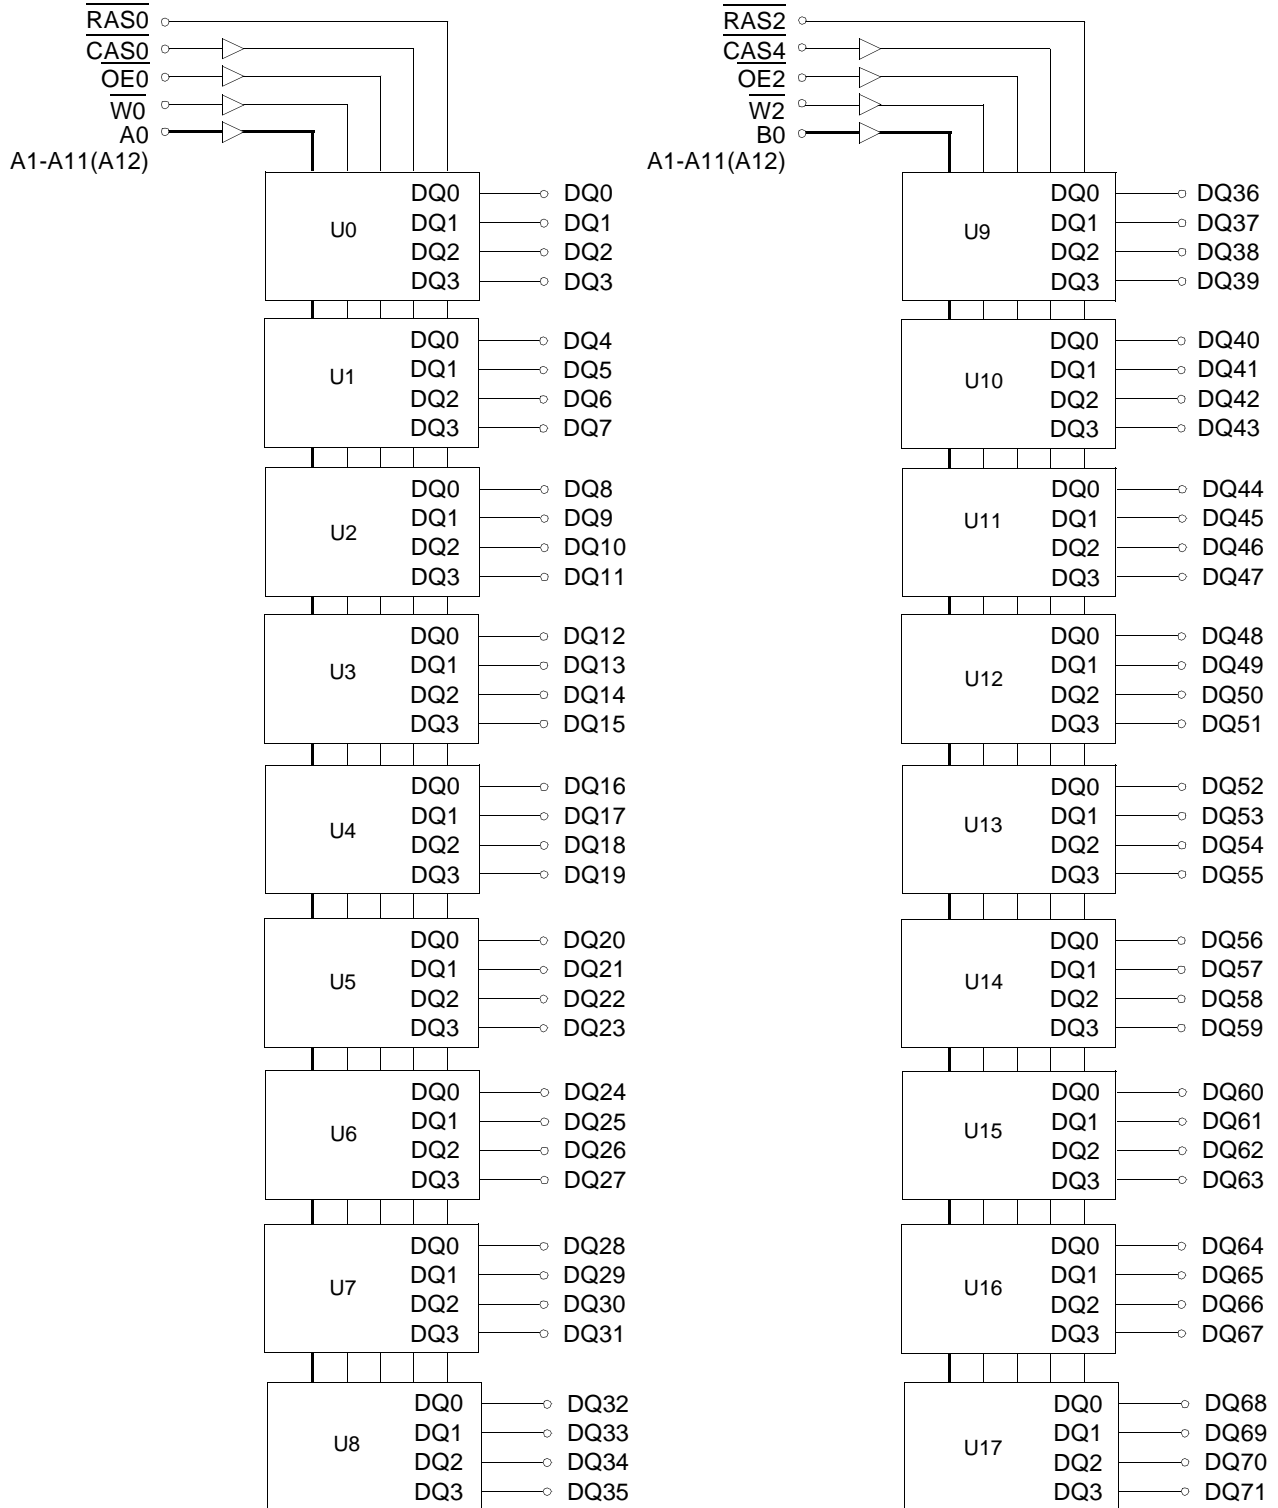 RAS0
CAS0
OE0
W0
A0
A1-A11(A12)
U0
DQ0 DQ0
DQ1 DQ1
DQ2 DQ2
DQ3 DQ3
U1
DQ0 DQ4
DQ1 DQ5
DQ2 DQ6
DQ3 DQ7
U2
DQ0 DQ8
DQ1 DQ9
DQ2 DQ10
DQ3 DQ11
U3
DQ0 DQ12
DQ1 DQ13
DQ2 DQ14
DQ3 DQ15
U4
DQ0 DQ16
DQ1 DQ17
DQ2 DQ18
DQ3 DQ19
U5
DQ0 DQ20
DQ1 DQ21
DQ2 DQ22
DQ3 DQ23
U6
DQ0 DQ24
DQ1 DQ25
DQ2 DQ26
DQ3 DQ27
U7
DQ0 DQ28
DQ1 DQ29
DQ2 DQ30
DQ3 DQ31
U8
DQ0 DQ32
DQ1 DQ33
DQ2 DQ34
DQ3 DQ35
RAS2
CAS4
OE2
W2
B0
A1-A11(A12)
U9
DQ0 DQ36
DQ1 DQ37
DQ2 DQ38
DQ3 DQ39
U10
DQ0 DQ40
DQ1 DQ41
DQ2 DQ42
DQ3 DQ43
U11
DQ0 DQ44
DQ1 DQ45
DQ2 DQ46
DQ3 DQ47
U12
DQ0 DQ48
DQ1 DQ49
DQ2 DQ50
DQ3 DQ51
U13
DQ0 DQ52
DQ1 DQ53
DQ2 DQ54
DQ3 DQ55
U14
DQ0 DQ56
DQ1 DQ57
DQ2 DQ58
DQ3 DQ59
U15
DQ0 DQ60
DQ1 DQ61
DQ2 DQ62
DQ3 DQ63
U16
DQ0 DQ64
DQ1 DQ65
DQ2 DQ66
DQ3 DQ67
U17
DQ0 DQ68
DQ1 DQ69
DQ2 DQ70
DQ3 DQ71